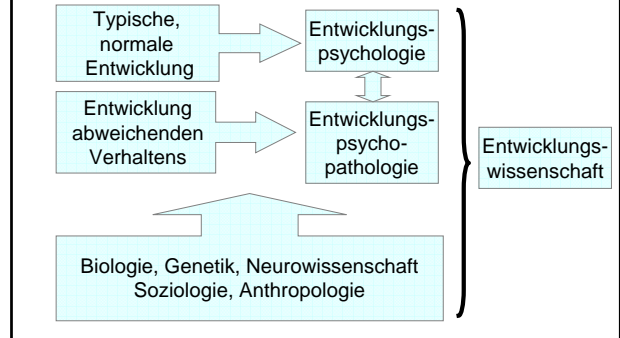 Typische,
normale
Entwicklung
Entwicklungs-
psychologie
Entwicklung
abweichenden
Verhaltens
Entwicklungs-
psycho-
pathologie
Entwicklungs-
wissenschaft
Biologie, Genetik, Neurowissenschaft
Soziologie, Anthropologie